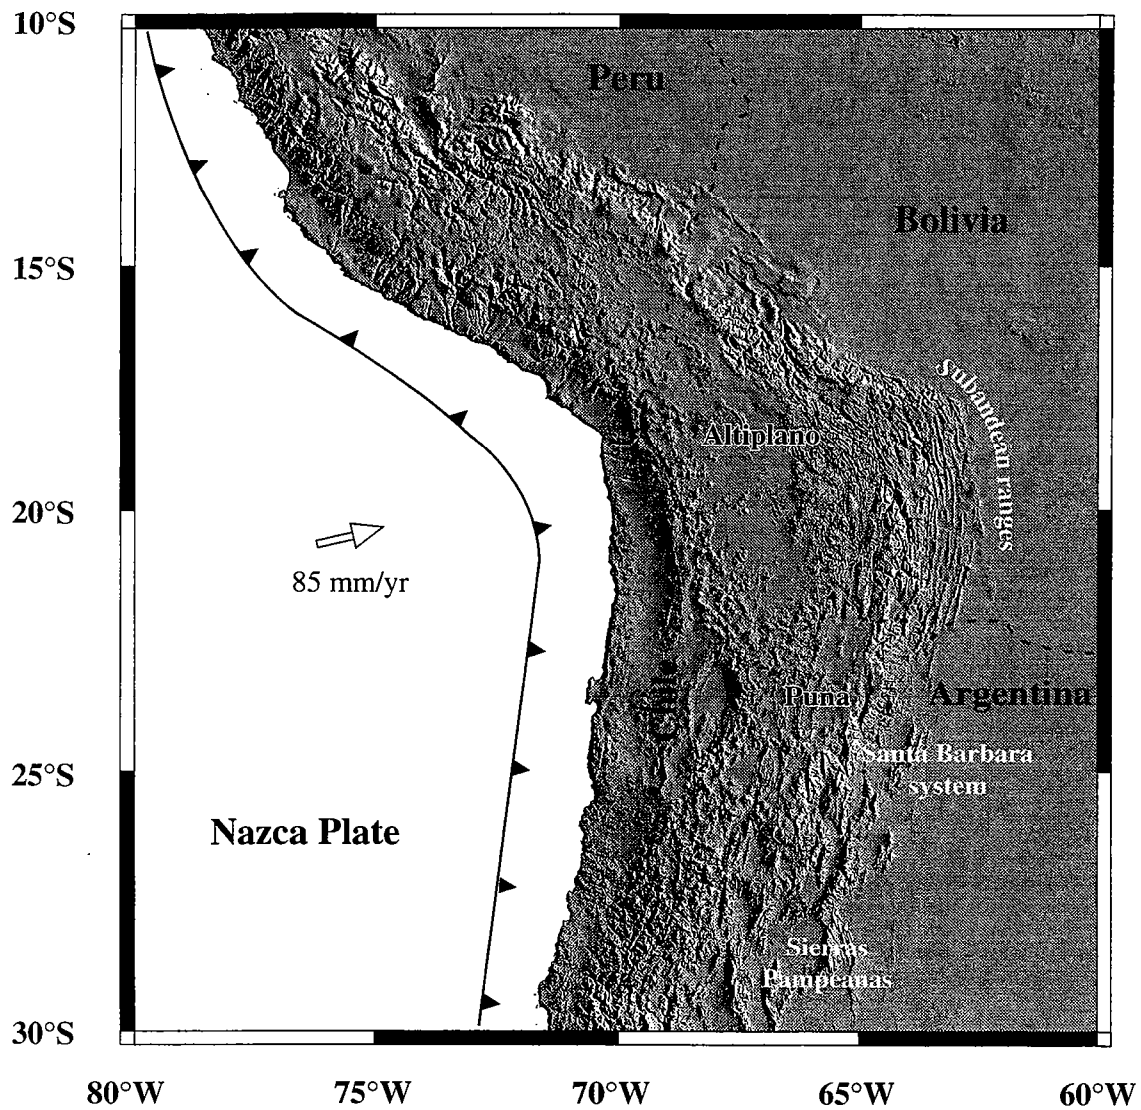 10°S
Peru
Bolivia
15°S
Subandean ranges
Altiplano
20°S
85 mm/yr
Chile
Puna
Argentina
Santa Barbara
system
25°S
Nazca Plate
Sierras
Pampeanas
30°S
80°W
75°W
70°W
65°W
60°W